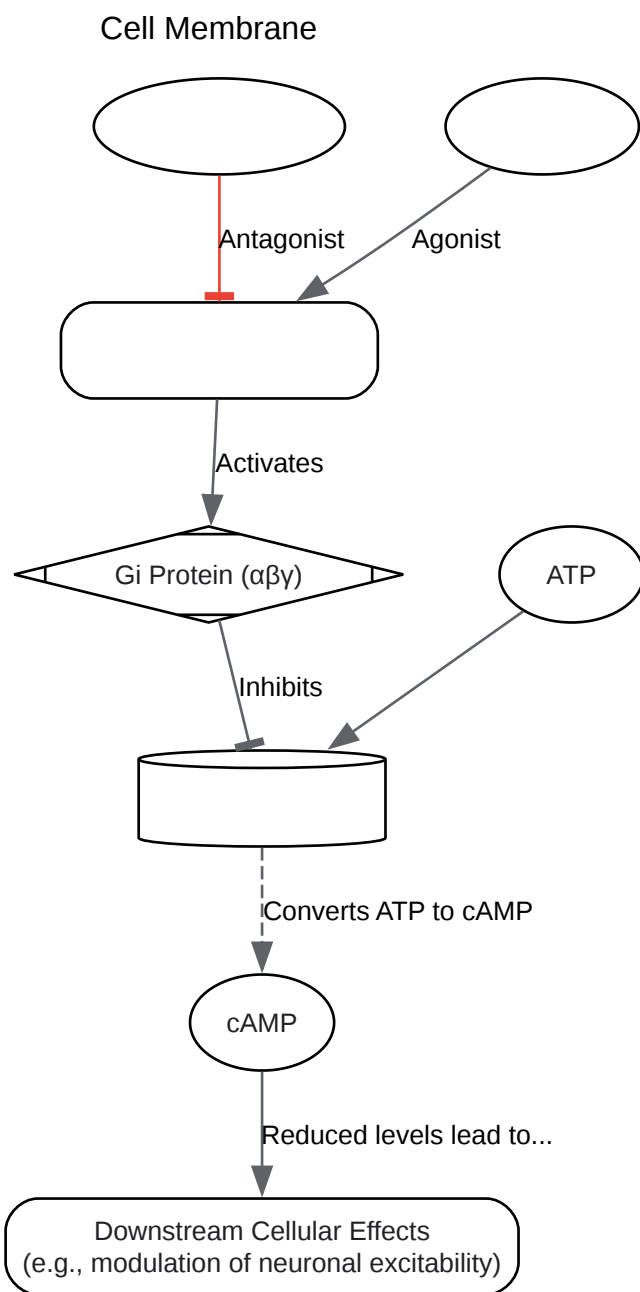 Cell Membrane
Antagonist
Agonist
Activates
Gi Protein (αβγ)
ATP
Inhibits
Converts ATP to cAMP
cAMP
Reduced levels lead to...
Downstream Cellular Effects
(e.g., modulation of neuronal excitability)